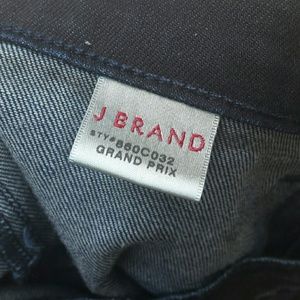 J BRAND
STY#860C032
GRAND PRIX